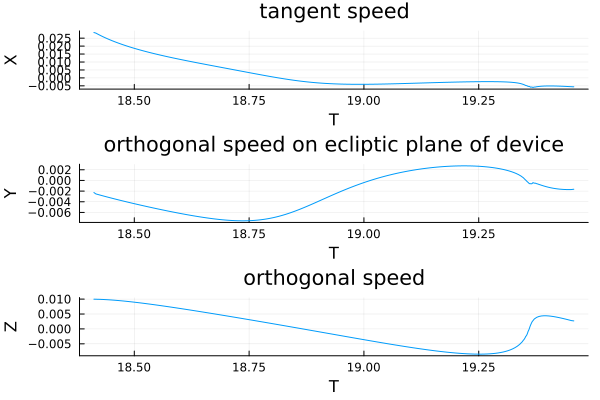 tangent speed
X
0.025
0.020
0.015
0.010
0.005
0.000
−0.005
18.50 18.75 19.00 19.25
T
orthogonal speed on ecliptic plane of device
Y
0.002
0.000
−0.002
−0.004
−0.006
18.50 18.75 19.00 19.25
T
orthogonal speed
Z
0.010
0.005
0.000
−0.005
18.50 18.75 19.00 19.25
T